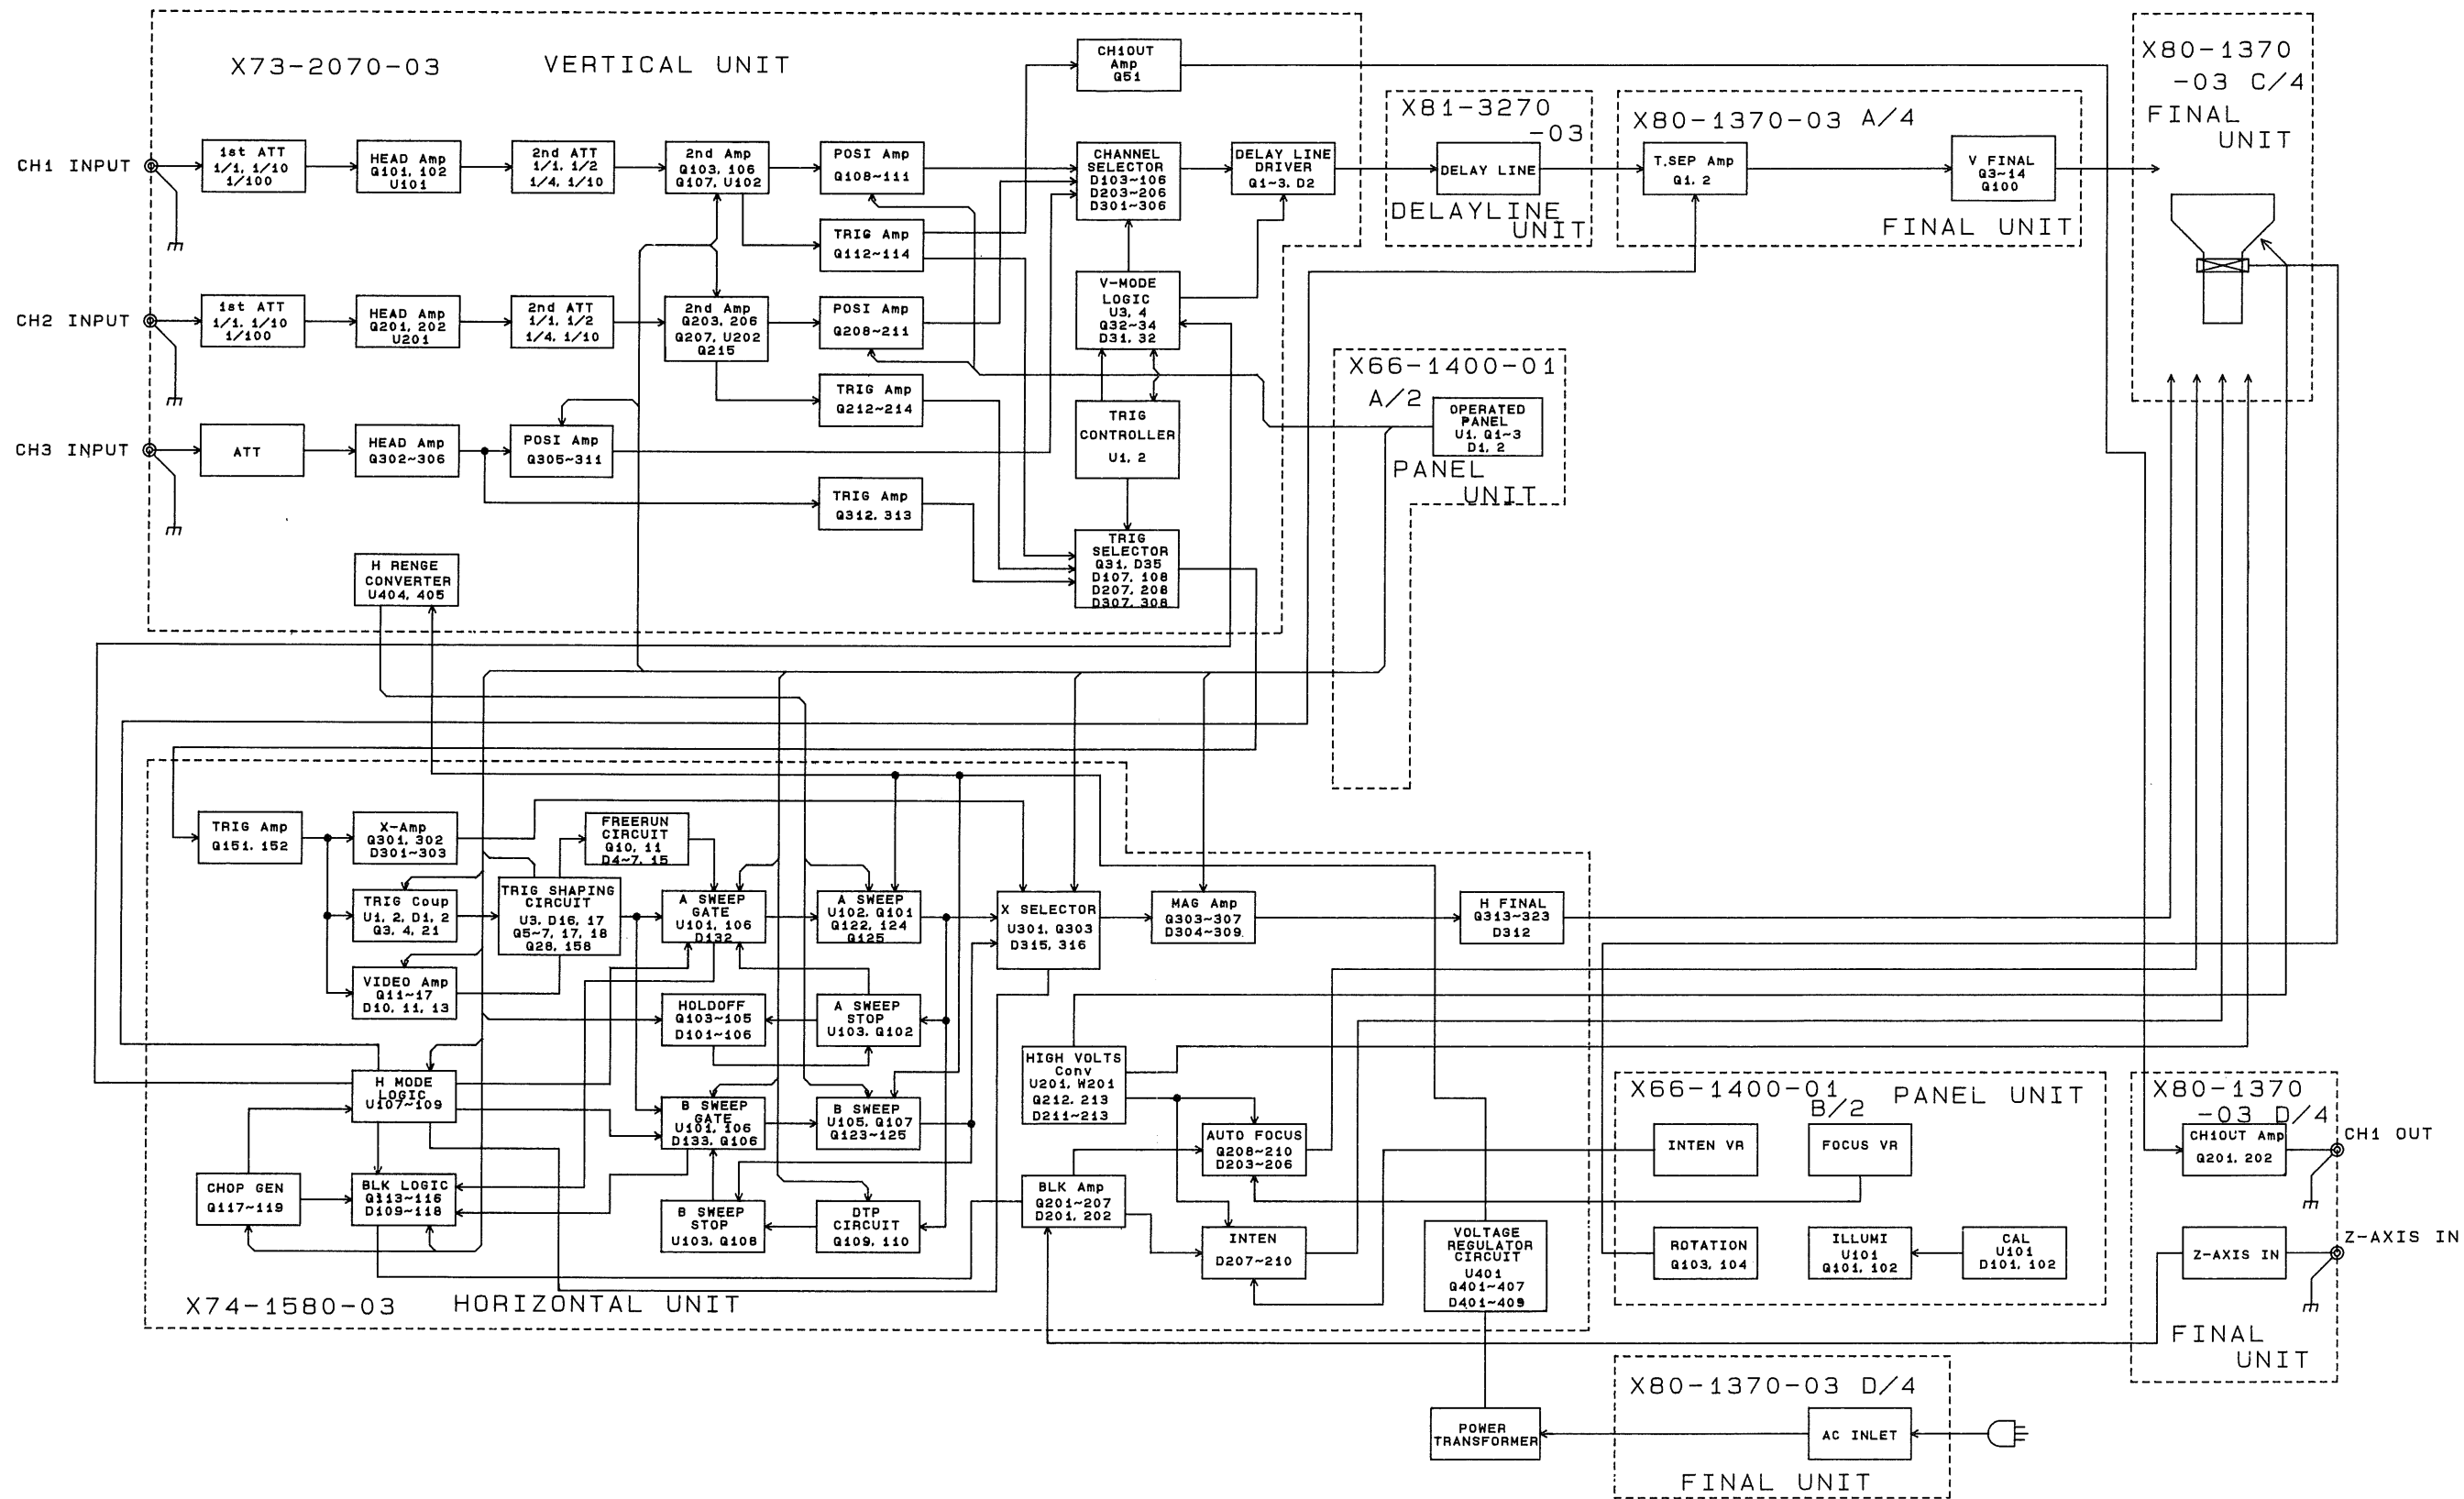 X73-2070-03
VERTICAL UNIT
CH1OUT
Amp
Q51
X80-1370
-03 C/4
FINAL
UNIT
X81-3270
-03
DELAY LINE
DELAYLINE
UNIT
X80-1370-03 A/4
T.SEP Amp
Q1, 2
V FINAL
Q3~14
Q100
FINAL UNIT
CH1 INPUT
1st ATT
1/1, 1/10
1/100
HEAD Amp
Q101, 102
U101
2nd ATT
1/1, 1/2
1/4, 1/10
2nd Amp
Q103, 106
Q107, U102
POSI Amp
Q108~111
CHANNEL
SELECTOR
D103~106
D203~206
D301~306
DELAY LINE
DRIVER
Q1~3, D2
TRIG Amp
Q112~114
CH2 INPUT
1st ATT
1/1, 1/10
1/100
HEAD Amp
Q201, 202
U201
2nd ATT
1/1, 1/2
1/4, 1/10
2nd Amp
Q203, 206
Q207, U202
Q215
POSI Amp
Q208~211
V-MODE
LOGIC
U3, 4
Q32~34
D31, 32
TRIG Amp
Q212~214
X66-1400-01
A/2
OPERATED
PANEL
U1, Q1~3
D1, 2
PANEL
UNIT
CH3 INPUT
ATT
HEAD Amp
Q302~306
POSI Amp
Q305~311
TRIG
CONTROLLER
U1, 2
TRIG Amp
Q312, 313
TRIG
SELECTOR
Q31, D35
D107, 108
D207, 208
D307, 308
H RENGE
CONVERTER
U404, 405
TRIG Amp
Q151, 152
X-Amp
Q301, 302
D301~303
FREERUN
CIRCUIT
Q10, 11
D4~7, 15
TRIG Coup
U1, 2, D1, 2
Q3, 4, 21
TRIG SHAPING
CIRCUIT
U3, D16, 17
Q5~7, 17, 18
Q28, 158
A SWEEP
GATE
U101, 106
D132
A SWEEP
U102, Q101
Q122, 124
Q125
X SELECTOR
U301, Q303
D315, 316
MAG Amp
Q303~307
D304~309
H FINAL
Q313~323
D312
VIDEO Amp
Q11~17
D10, 11, 13
HOLDOFF
Q103~105
D101~106
A SWEEP
STOP
U103, Q102
H MODE
LOGIC
U107~109
B SWEEP
GATE
U101, 106
D133, Q106
B SWEEP
U105, Q107
Q123~125
HIGH VOLTS
Conv
U201, W201
Q212, 213
D211~213
AUTO FOCUS
Q208~210
D203~206
CHOP GEN
Q117~119
BLK LOGIC
Q113~116
D109~118
B SWEEP
STOP
U103, Q108
DTP
CIRCUIT
Q109, 110
BLK Amp
Q201~207
D201, 202
INTEN
D207~210
VOLTAGE
REGULATOR
CIRCUIT
U401
Q401~407
D401~409
X74-1580-03
HORIZONTAL UNIT
X66-1400-01
B/2
PANEL UNIT
INTEN VR
FOCUS VR
ROTATION
Q103, 104
ILLUMI
U101
Q101, 102
CAL
U101
D101, 102
X80-1370
-03 D/4
CH1OUT Amp
Q201, 202
CH1 OUT
Z-AXIS IN
Z-AXIS IN
FINAL
UNIT
X80-1370-03 D/4
POWER
TRANSFORMER
AC INLET
FINAL UNIT